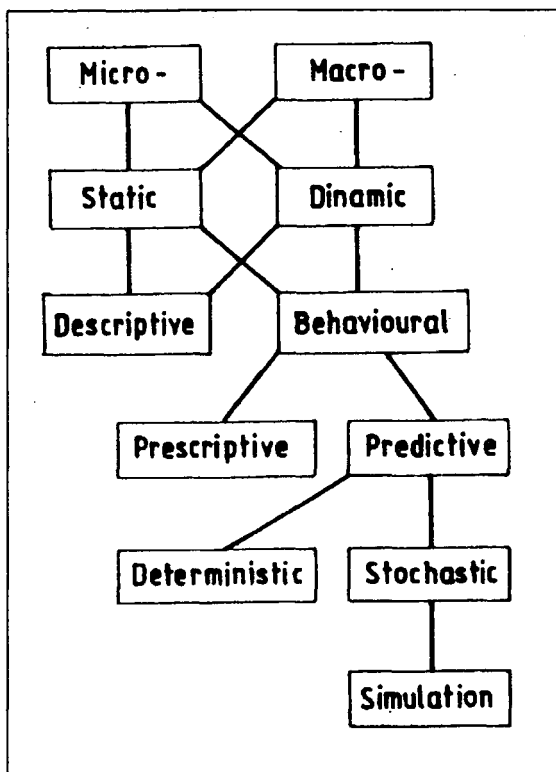 Micro-
Macro-
Static
Dinamic
Descriptive
Behavioural
Prescriptive
Predictive
Deterministic
Stochastic
Simulation